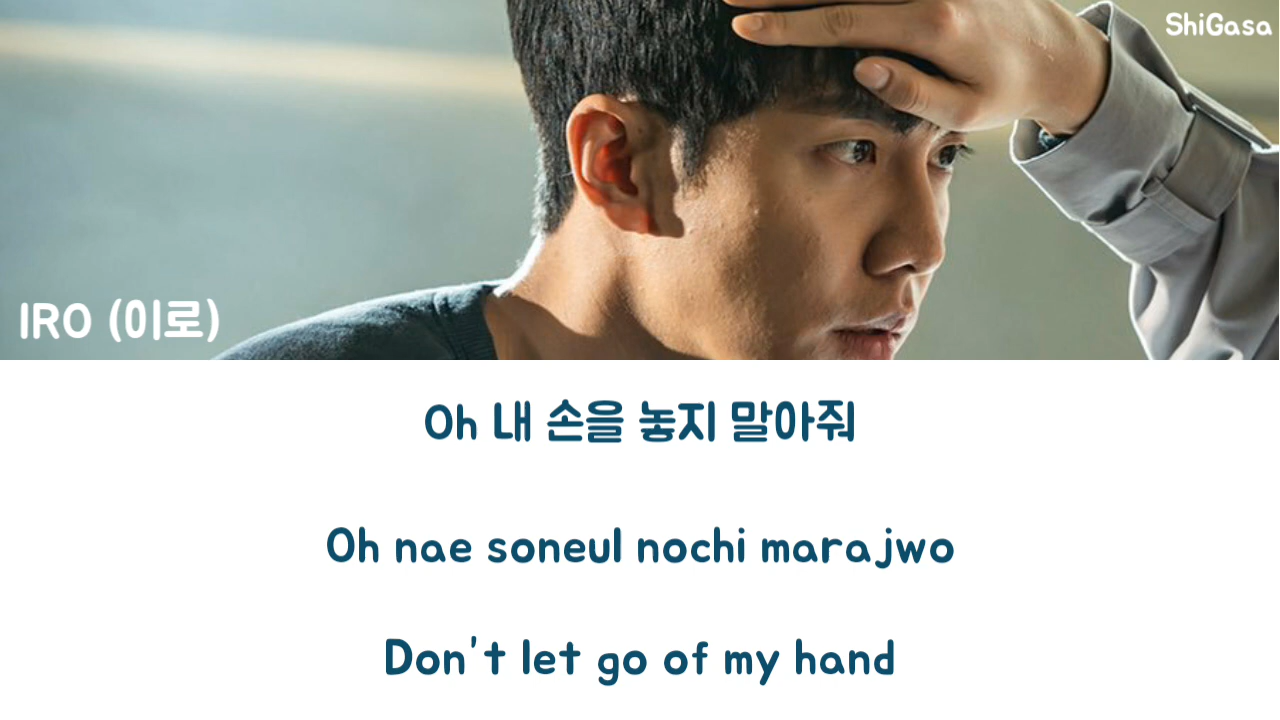 ShiGasa
IRO (이로)
Oh 내 손을 놓지 말아줘
Oh nae soneul nochi marajwo
Don't let go of my hand